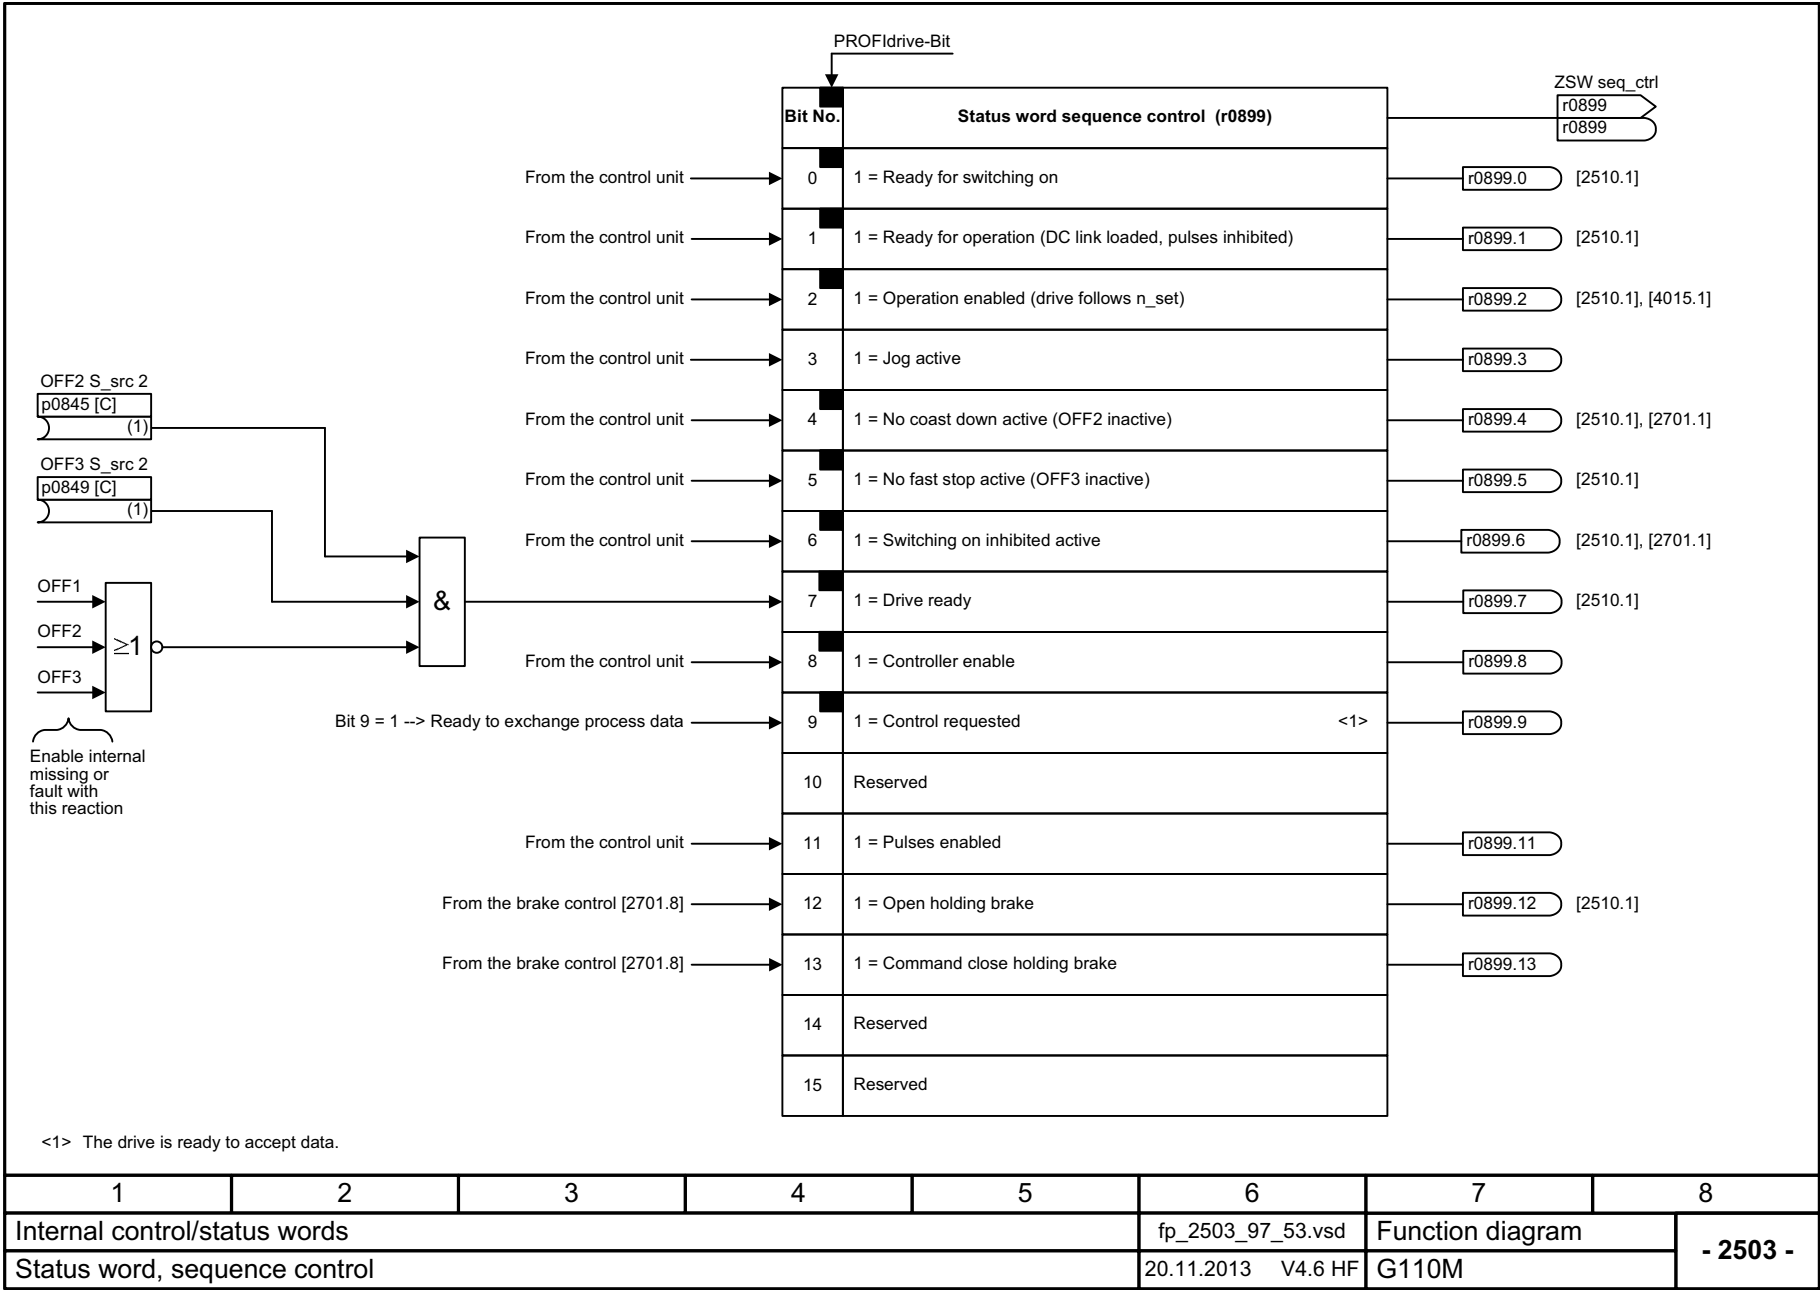 PROFIdrive-Bit
ZSW seq_ctrl
r0899
r0899
Bit No. Status word sequence control (r0899)
From the control unit 0 1 = Ready for switching on r0899.0 [2510.1]
From the control unit 1 1 = Ready for operation (DC link loaded, pulses inhibited) r0899.1 [2510.1]
From the control unit 2 1 = Operation enabled (drive follows n_set) r0899.2 [2510.1], [4015.1]
From the control unit 3 1 = Jog active r0899.3
OFF2 S_src 2
p0845 [C]
(1)
From the control unit 4 1 = No coast down active (OFF2 inactive) r0899.4 [2510.1], [2701.1]
OFF3 S_src 2
p0849 [C]
(1)
From the control unit 5 1 = No fast stop active (OFF3 inactive) r0899.5 [2510.1]
From the control unit 6 1 = Switching on inhibited active r0899.6 [2510.1], [2701.1]
OFF1
OFF2
OFF3
≥1
&
7 1 = Drive ready r0899.7 [2510.1]
From the control unit 8 1 = Controller enable r0899.8
Bit 9 = 1 --> Ready to exchange process data 9 1 = Control requested <1> r0899.9
Enable internal
missing or
fault with
this reaction
10 Reserved
From the control unit 11 1 = Pulses enabled r0899.11
From the brake control [2701.8] 12 1 = Open holding brake r0899.12 [2510.1]
From the brake control [2701.8] 13 1 = Command close holding brake r0899.13
14 Reserved
15 Reserved
<1> The drive is ready to accept data.
1 2 3 4 5 6 7 8
Internal control/status words fp_2503_97_53.vsd Function diagram
- 2503 -
Status word, sequence control 20.11.2013 V4.6 HF G110M